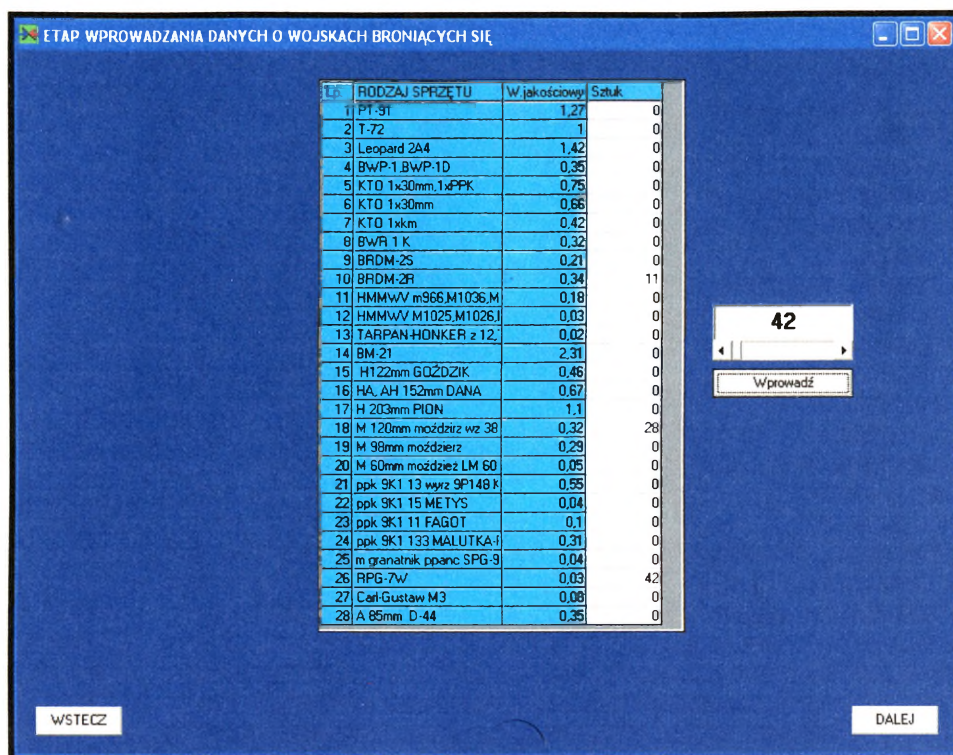 ETAP WPROWADZANIA DANYCH O WOJSKACH BRONIĄCYCH SIĘ
RODZAJ SPRZĘTU W.jakościowy Sztuk
1 PT-91 1,27 0
2 T-72 1 0
3 Leopard 2A4 1,42 0
4 BWP-1,BWP-1D 0,35 0
5 KTO 1x30mm,1xPPK 0,75 0
6 KTO 1x30mm 0,66 0
7 KTO 1xkm 0,42 0
8 BWR 1 K 0,32 0
9 BRDM-2S 0,21 0
10 BRDM-2R 0,34 11
11 HMMWV m966,M1036,M 0,18 0
12 HMMWV M1025,M1026,I 0,03 0
13 TARPAN-HONKER z 12, 0,02 0
14 BM-21 2,31 0
15 H122mm GOŹDZIK 0,46 0
16 HA, AH 152mm DANA 0,67 0
17 H 203mm PION 1,1 0
18 M 120mm moździrz wz 38 0,32 28
19 M 98mm moździerz 0,29 0
20 M 60mm moździeż LM 60 0,05 0
21 ppk 9K1 13 wyrz 9P148 K 0,55 0
22 ppk 9K1 15 METYS 0,04 0
23 ppk 9K1 11 FAGOT 0,1 0
24 ppk 9K1 133 MALUTKA-I 0,31 0
25 m granatnik ppanc SPG-9 0,04 0
26 RPG-7W 0,03 42
27 Carl-Gustaw M3 0,08 0
28 A 85mm D-44 0,35 0
42
Wprowadź
WSTECZ
DALEJ